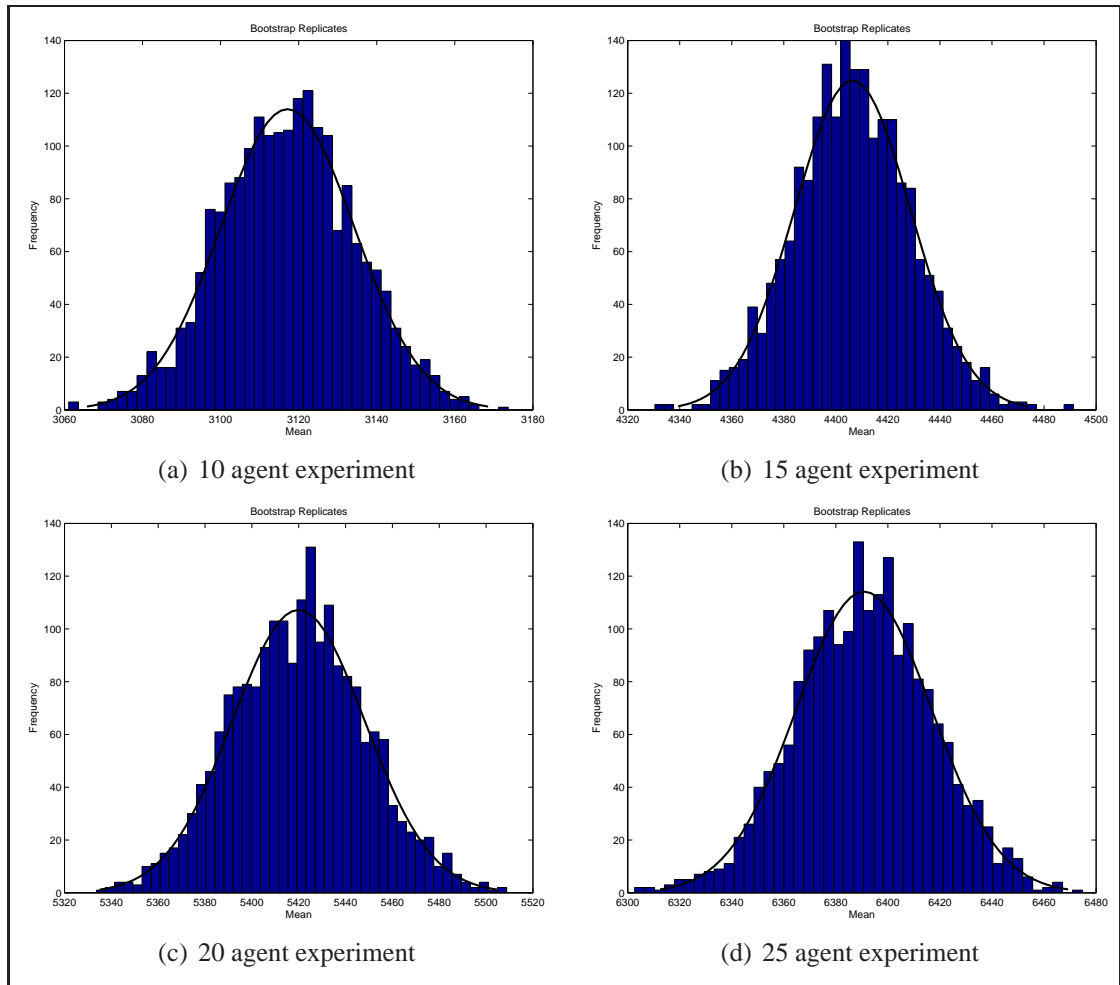 Bootstrap Replicates
140
120
100
80
60
40
20
0
Frequency
3060 3080 3100 3120 3140 3160 3180
Mean
(a) 10 agent experiment
Bootstrap Replicates
140
120
100
80
60
40
20
0
Frequency
4320 4340 4360 4380 4400 4420 4440 4460 4480 4500
Mean
(b) 15 agent experiment
Bootstrap Replicates
140
120
100
80
60
40
20
0
Frequency
5320 5340 5360 5380 5400 5420 5440 5460 5480 5500 5520
Mean
(c) 20 agent experiment
Bootstrap Replicates
140
120
100
80
60
40
20
0
Frequency
6300 6320 6340 6360 6380 6400 6420 6440 6460 6480
Mean
(d) 25 agent experiment